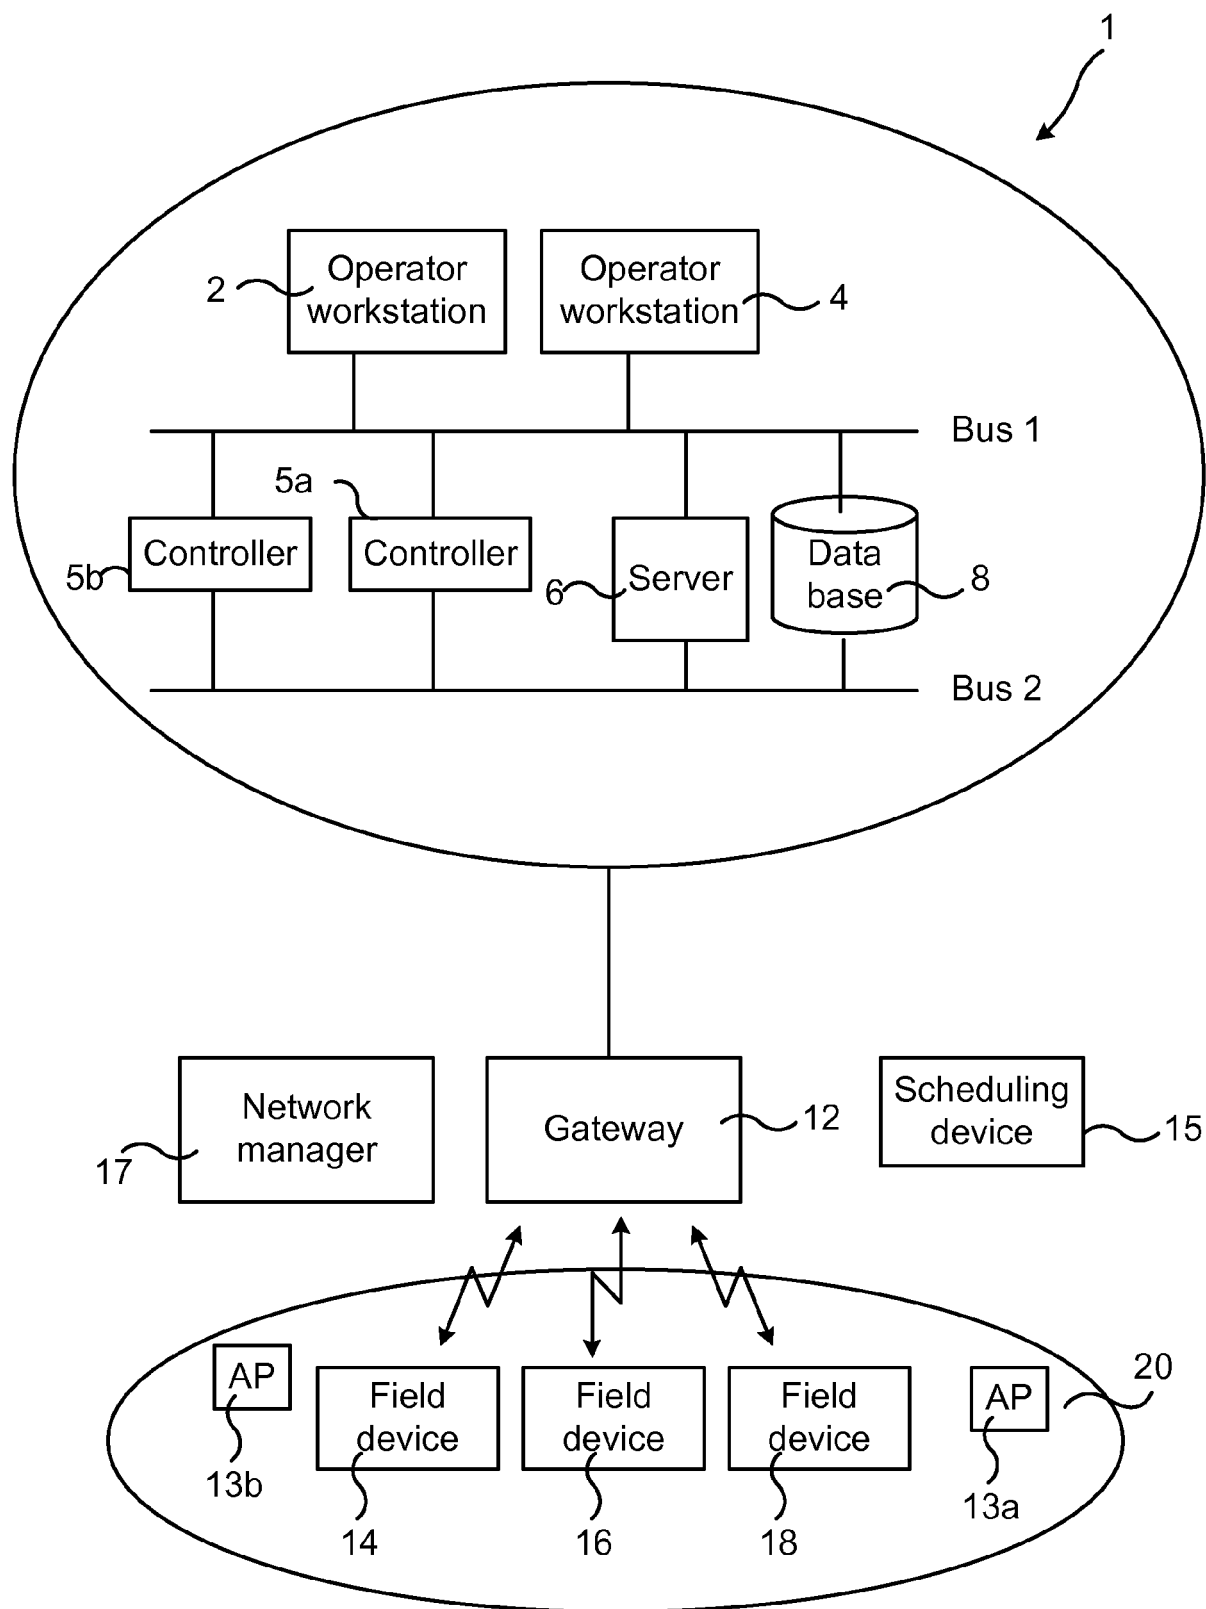 1
Operator
workstation
2
Operator
workstation
4
Bus 1
5a
Controller
5b
Controller
Server
6
Data
base
8
Bus 2
Network
manager
17
Gateway
12
Scheduling
device
15
AP
13b
Field
device
14
Field
device
16
Field
device
18
AP
13a
20